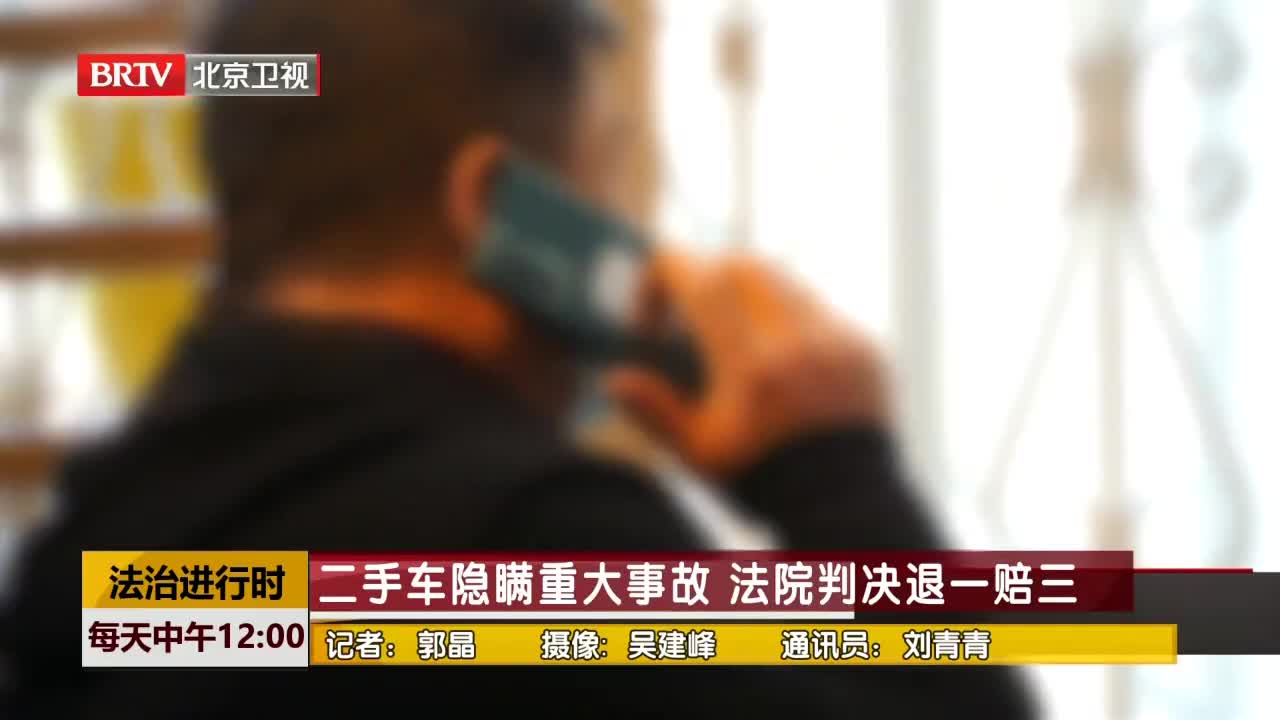 BRTV 北京卫视
法治进行时
二手车隐瞒重大事故 法院判决退一赔三
每天中午12:00
记者：郭晶 摄像：吴建峰 通讯员：刘青青